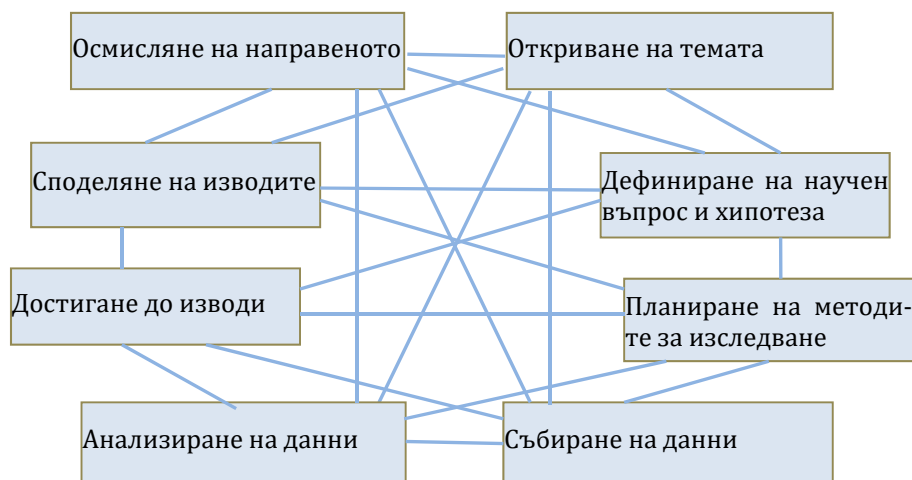 Осмисляне на направеното
Откриване на темата
Споделяне на изводите
Дефиниране на научен
въпрос и хипотеза
Достигане до изводи
Планиране на методи-
те за изследване
Анализиране на данни
Събиране на данни